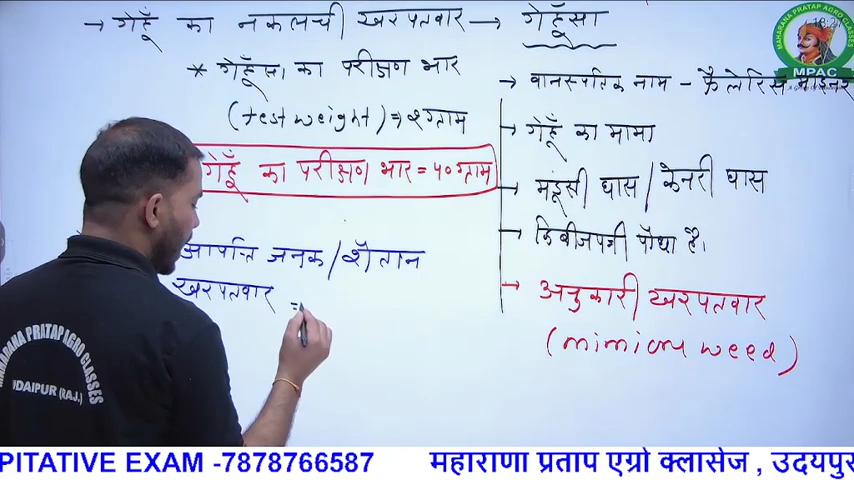 → गेहूँ का नकलची खरपतवार → गेहूँसा
* गेहूँसा का परीक्षण भार
(test weight) ⇒ २ ग्राम
गेहूँ का परीक्षण भार = ५० ग्राम
आपत्ति जनक / शैतान
खरपतवार =
→ वानस्पतिक नाम - फैलेरिस माइनर
→ गेहूँ का मामा
→ मंडूसी घास / केनरी घास
→ द्विबीजपत्री पौधा है।
→ अनुकारी खरपतवार
(mimicry weed)
MAHARANA PRATAP AGRO CLASSES
MPAC
MAHARANA PRATAP AGRO CLASSES
UDAIPUR (RAJ.)
PITATIVE EXAM -7878766587 महाराणा प्रताप एग्रो क्लासेज , उदयपुर